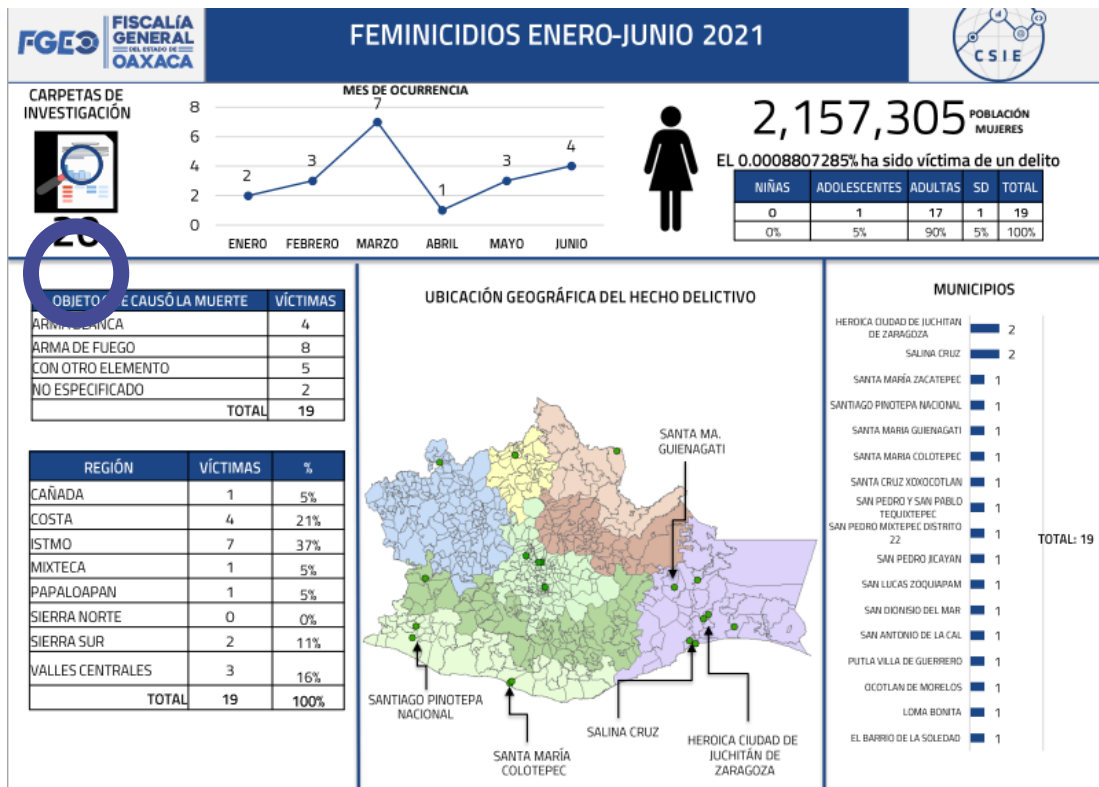 FGEO
FISCALÍA
GENERAL
DEL ESTADO DE
OAXACA
FEMINICIDIOS ENERO-JUNIO 2021
CSIE
CARPETAS DE
INVESTIGACIÓN
MES DE OCURRENCIA
8
6
4
2
0
2
3
7
1
3
4
ENERO FEBRERO MARZO ABRIL MAYO JUNIO
2,157,305 POBLACIÓN
MUJERES
EL 0.0008807285% ha sido víctima de un delito
NIÑAS ADOLESCENTES ADULTAS SD TOTAL
0 1 17 1 19
0% 5% 90% 5% 100%
OBJETO CAUSÓ LA MUERTE VÍCTIMAS
ARMA BLANCA 4
ARMA DE FUEGO 8
CON OTRO ELEMENTO 5
NO ESPECIFICADO 2
TOTAL 19
REGIÓN VÍCTIMAS %
CAÑADA 1 5%
COSTA 4 21%
ISTMO 7 37%
MIXTECA 1 5%
PAPALOAPAN 1 5%
SIERRA NORTE 0 0%
SIERRA SUR 2 11%
VALLES CENTRALES 3 16%
TOTAL 19 100%
UBICACIÓN GEOGRÁFICA DEL HECHO DELICTIVO
SANTA MA.
GUIENAGATI
SANTIAGO PINOTEPA
NACIONAL
SANTA MARÍA
COLOTEPEC
SALINA CRUZ
HEROICA CIUDAD DE
JUCHITÁN DE
ZARAGOZA
MUNICIPIOS
HEROICA CIUDAD DE JUCHITAN
DE ZARAGOZA 2
SALINA CRUZ 2
SANTA MARÍA ZACATEPEC 1
SANTIAGO PINOTEPA NACIONAL 1
SANTA MARIA GUIENAGATI 1
SANTA MARIA COLOTEPEC 1
SANTA CRUZ XOXOCOTLAN 1
SAN PEDRO Y SAN PABLO
TEQUIXTEPEC 1
SAN PEDRO MIXTEPEC DISTRITO
22 1
SAN PEDRO JICAYAN 1
SAN LUCAS ZOQUIAPAM 1
SAN DIONISIO DEL MAR 1
SAN ANTONIO DE LA CAL 1
PUTLA VILLA DE GUERRERO 1
OCOTLAN DE MORELOS 1
LOMA BONITA 1
EL BARRIO DE LA SOLEDAD 1
TOTAL: 19